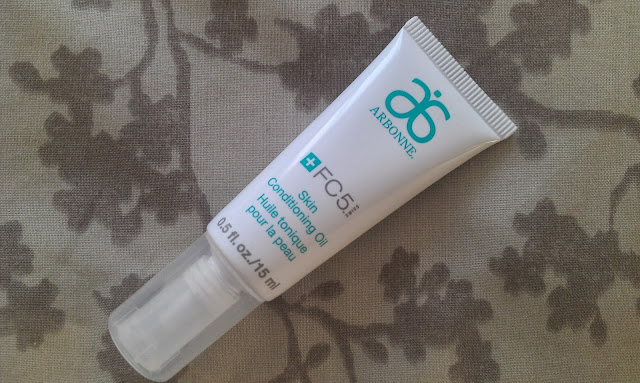 ARBONNE.
+FC5
Skin
Conditioning Oil
Huile tonique
pour la peau
0.5 fl.oz./15 ml